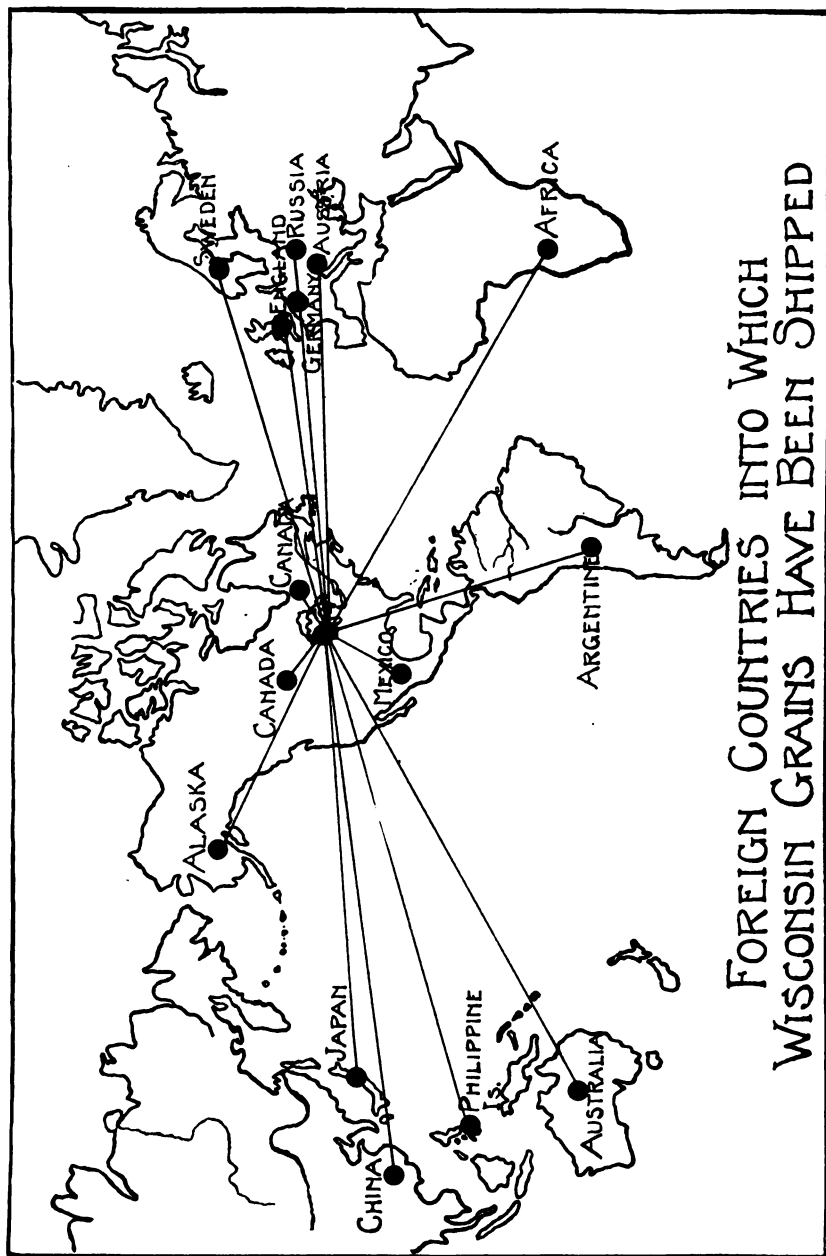 ALASKA
CANADA
CANADA
SWEDEN
ENGLAND
RUSSIA
GERMANY
AUSTRIA
JAPAN
CHINA
MEXICO
PHILIPPINE
IS.
AUSTRALIA
ARGENTINE
AFRICA
FOREIGN COUNTRIES INTO WHICH
WISCONSIN GRAINS HAVE BEEN SHIPPED